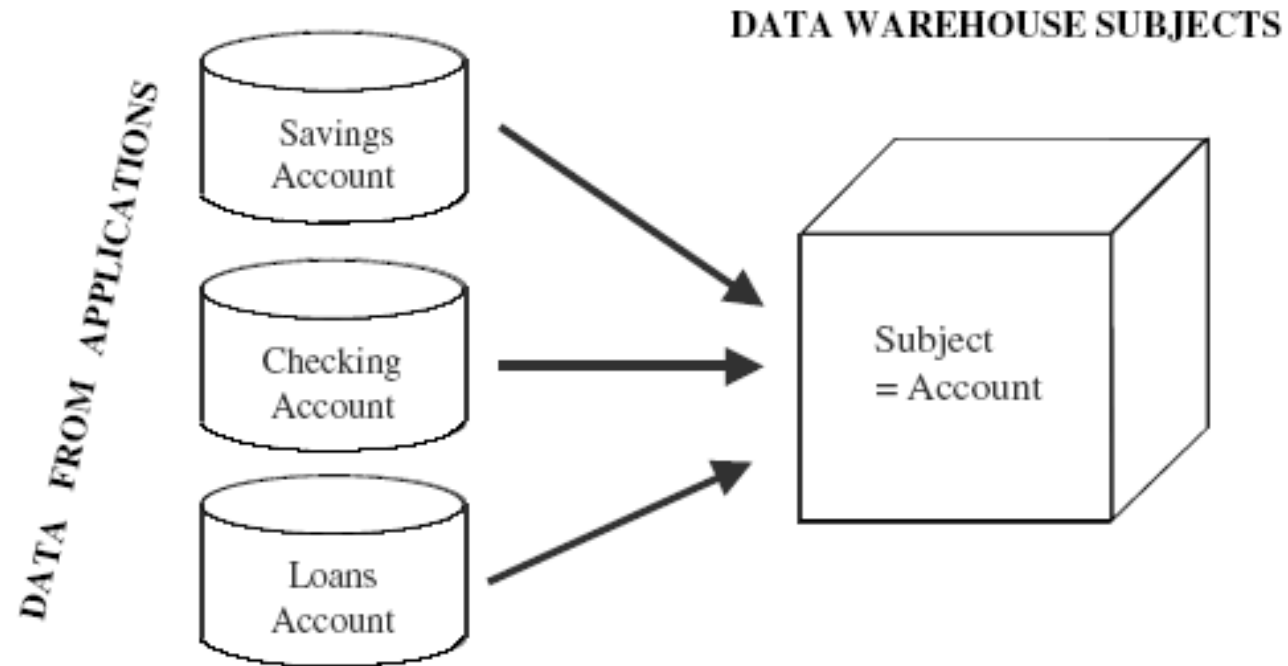 DATA WAREHOUSE SUBJECTS
DATA FROM APPLICATIONS
Savings
Account
Checking
Account
Loans
Account
Subject
= Account